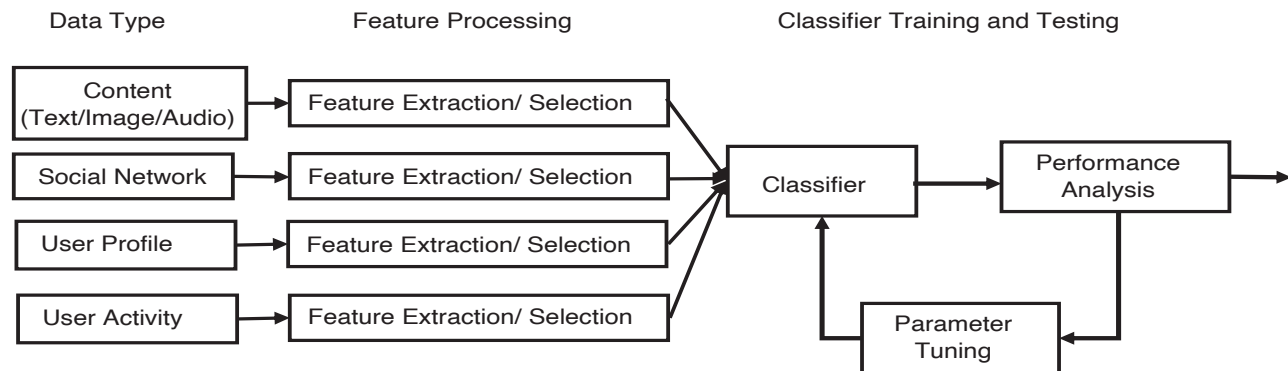 Data Type
Feature Processing
Classifier Training and Testing
Content
(Text/Image/Audio)
Feature Extraction/ Selection
Social Network
Feature Extraction/ Selection
User Profile
Feature Extraction/ Selection
User Activity
Feature Extraction/ Selection
Classifier
Performance
Analysis
Parameter
Tuning